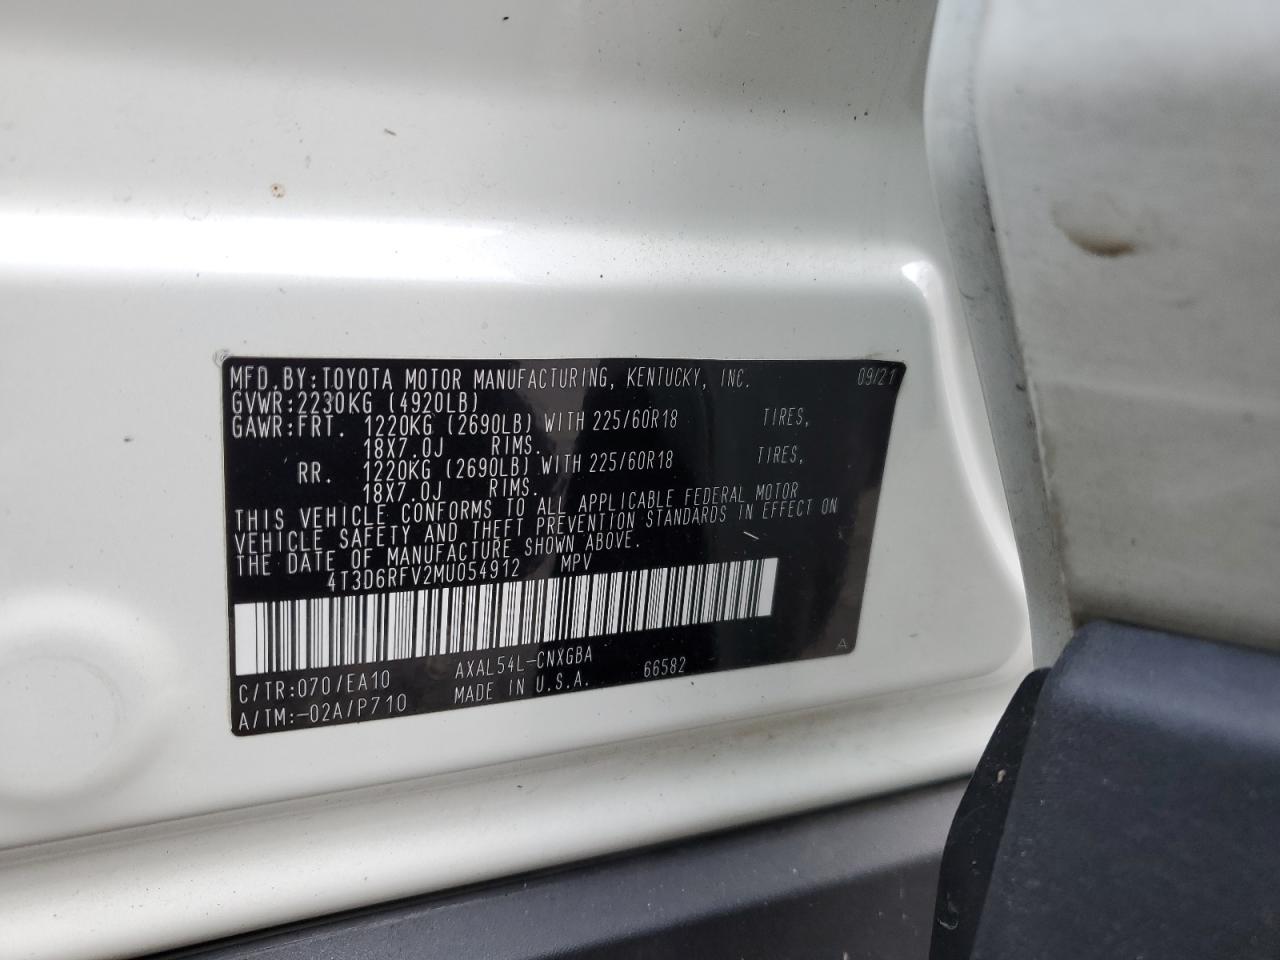 MFD.BY:TOYOTA MOTOR MANUFACTURING, KENTUCKY, INC. 09/21
GVWR:2230KG (4920LB)
GAWR:FRT. 1220KG (2690LB) WITH 225/60R18 TIRES,
18X7.0J RIMS.
RR. 1220KG (2690LB) WITH 225/60R18 TIRES,
18X7.0J RIMS.
THIS VEHICLE CONFORMS TO ALL APPLICABLE FEDERAL MOTOR
VEHICLE SAFETY AND THEFT PREVENTION STANDARDS IN EFFECT ON
THE DATE OF MANUFACTURE SHOWN ABOVE.
4T3D6RFV2MU054912 MPV
C/TR:070/EA10 AXAL54L-CNXGBA 66582 A
A/TM:-02A/P710 MADE IN U.S.A.